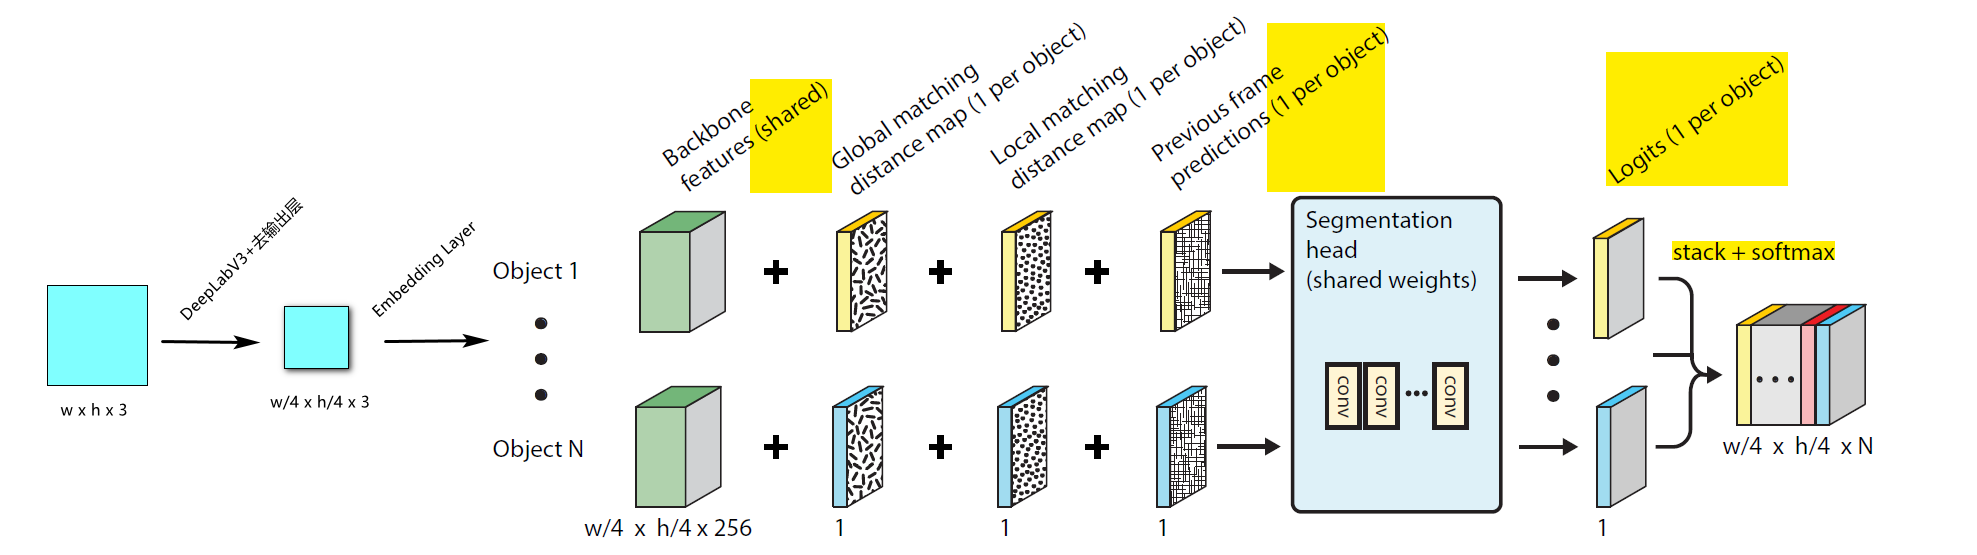 w x h x 3
DeepLabV3+去输出层
w/4 x h/4 x 3
Embedding Layer
Object 1
Object N
Backbone
features (shared)
Global matching
distance map (1 per object)
Local matching
distance map (1 per object)
Previous frame
predictions (1 per object)
w/4 x h/4 x 256
1
1
1
Segmentation
head
(shared weights)
conv
conv
conv
Logits (1 per object)
1
stack + softmax
w/4 x h/4 x N